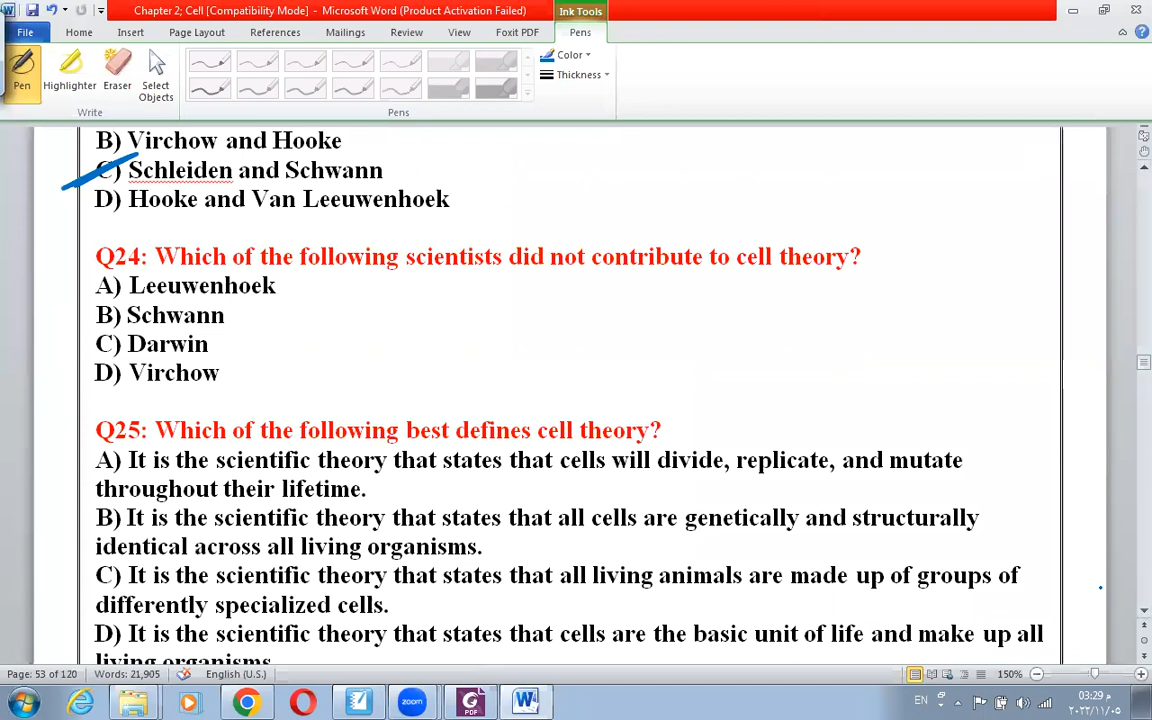 Chapter 2; Cell [Compatibility Mode] - Microsoft Word (Product Activation Failed)
Ink Tools
File
Home
Insert
Page Layout
References
Mailings
Review
View
Foxit PDF
Pens
Pen
Highlighter
Eraser
Select
Objects
Color
Thickness
Write
Pens
B) Virchow and Hooke
C) Schleiden and Schwann
D) Hooke and Van Leeuwenhoek
Q24: Which of the following scientists did not contribute to cell theory?
A) Leeuwenhoek
B) Schwann
C) Darwin
D) Virchow
Q25: Which of the following best defines cell theory?
A) It is the scientific theory that states that cells will divide, replicate, and mutate
throughout their lifetime.
B) It is the scientific theory that states that all cells are genetically and structurally
identical across all living organisms.
C) It is the scientific theory that states that all living animals are made up of groups of
differently specialized cells.
D) It is the scientific theory that states that cells are the basic unit of life and make up all
living organisms.
Page: 53 of 120
Words: 21,905
English (U.S.)
150%
zoom
PDF
EN
03:29 م
٢٠٢٢/١١/٠٥